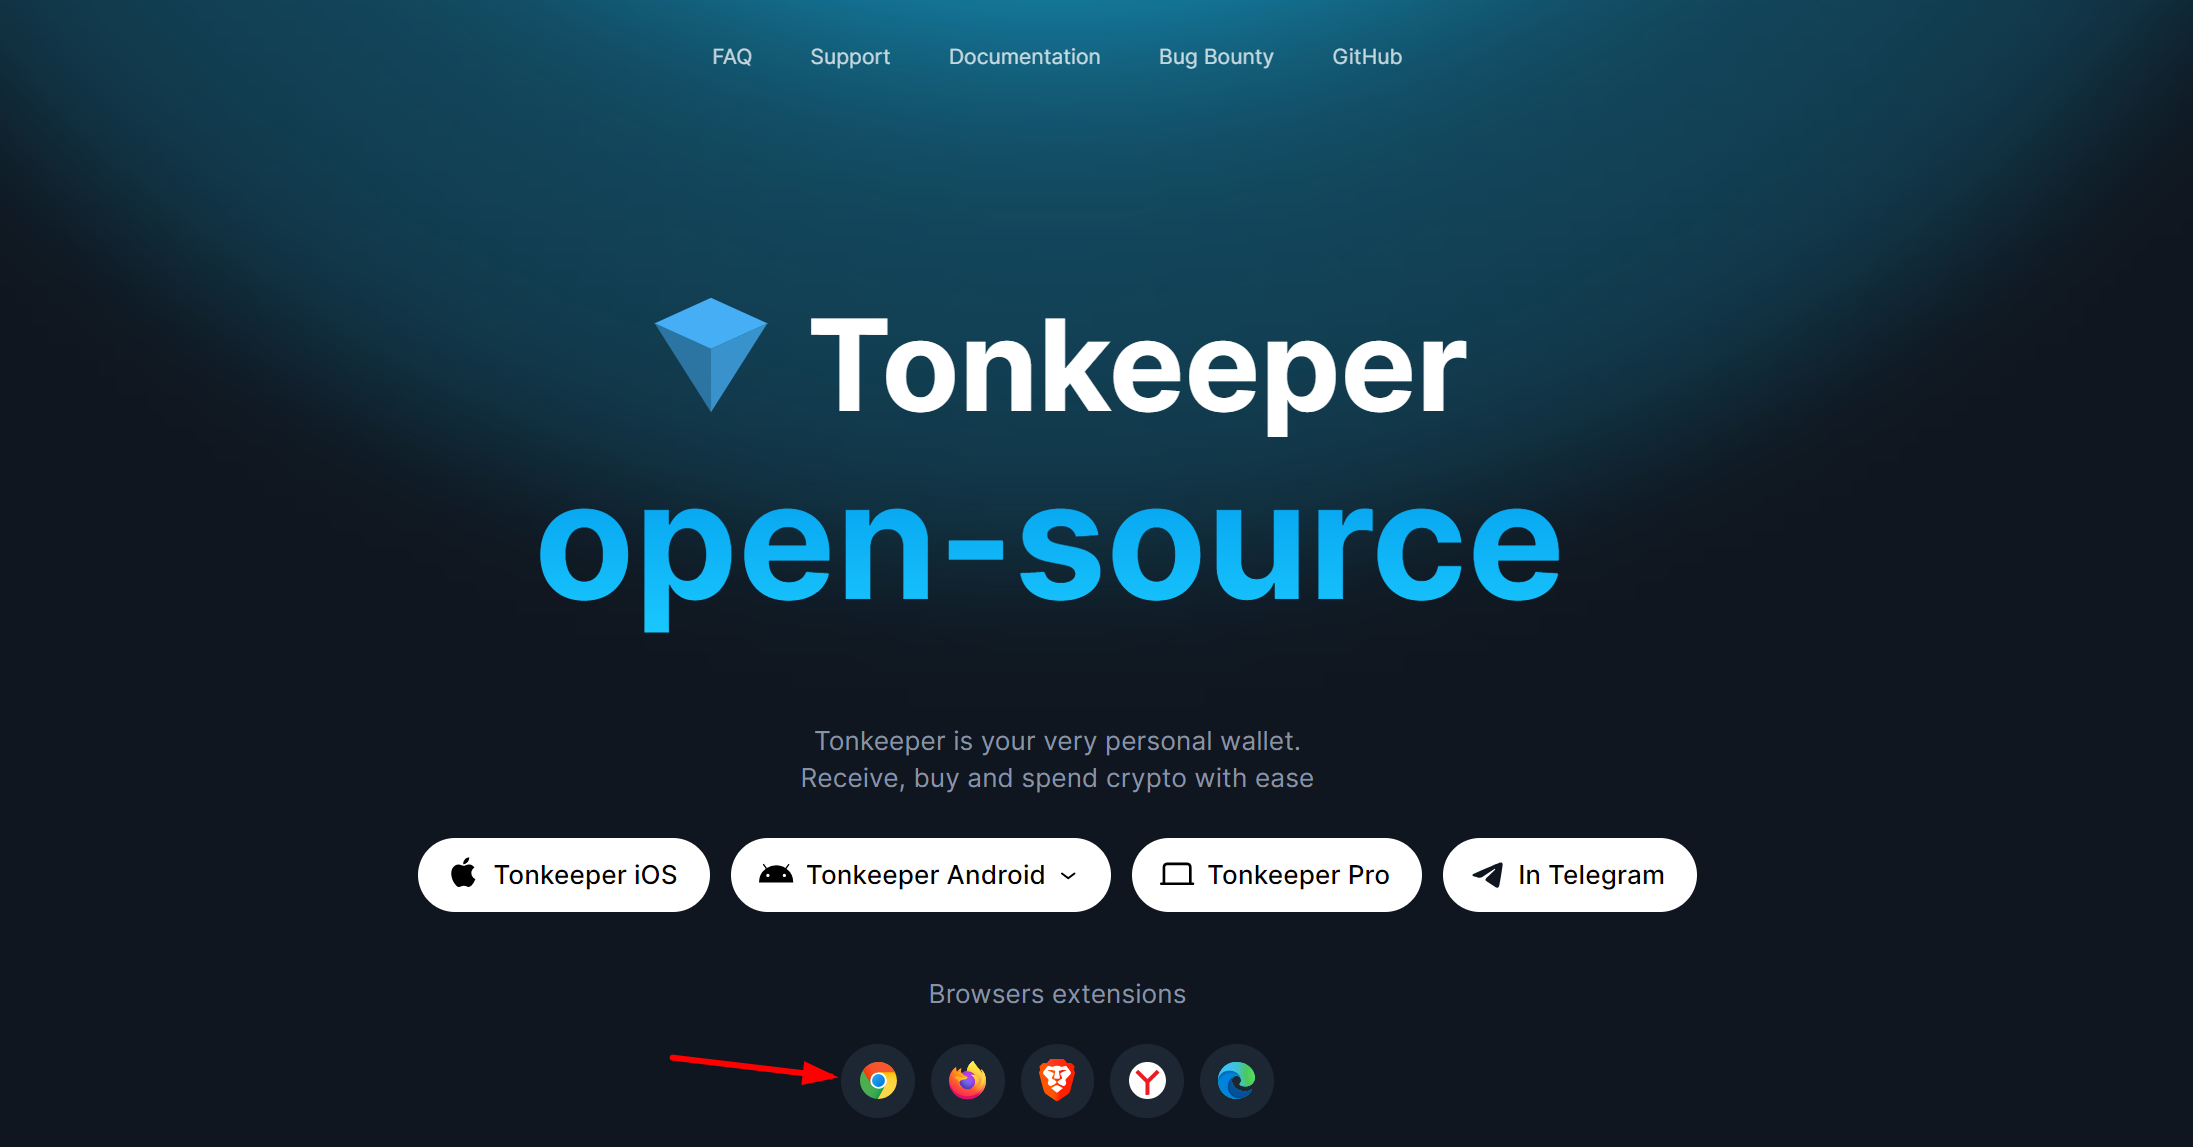 FAQ Support Documentation Bug Bounty GitHub
Tonkeeper
open-source
Tonkeeper is your very personal wallet.
Receive, buy and spend crypto with ease
Tonkeeper iOS Tonkeeper Android Tonkeeper Pro In Telegram
Browsers extensions